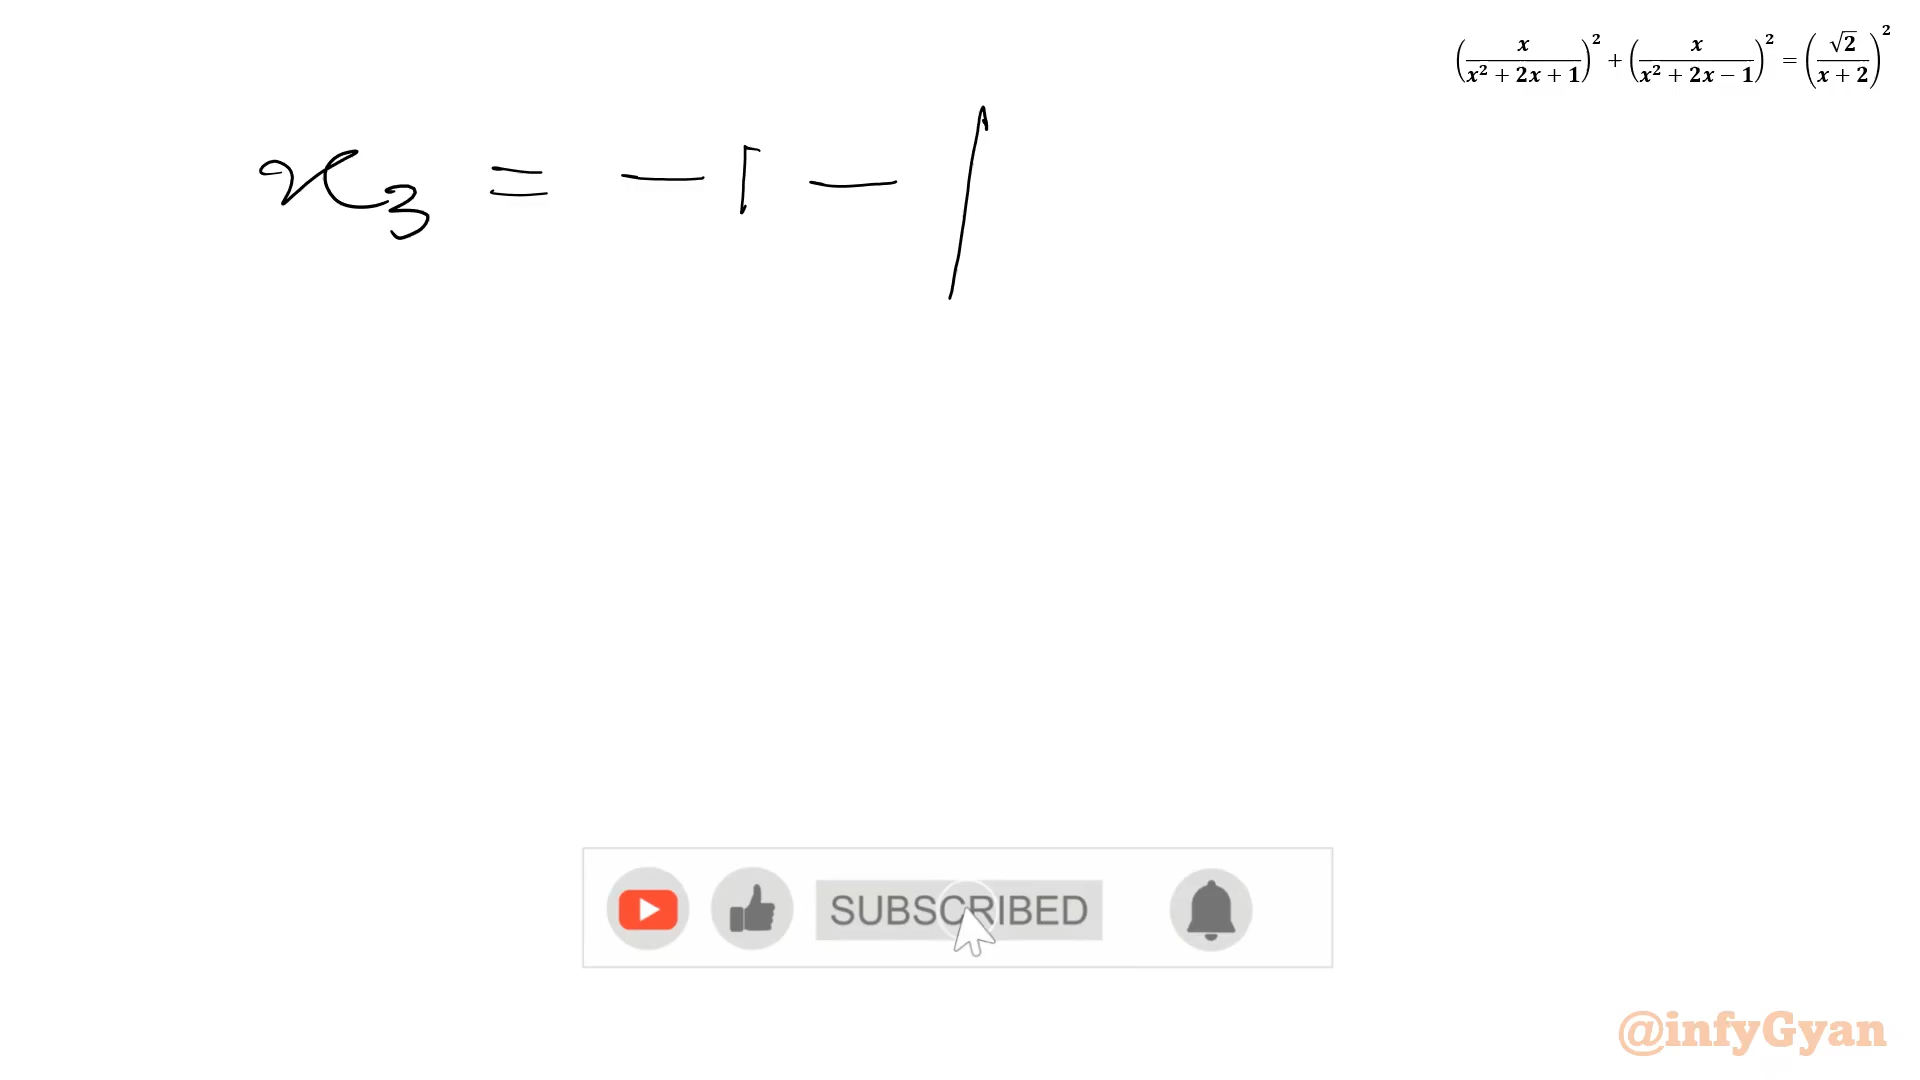 (x/(x² + 2x + 1))² + (x/(x² + 2x − 1))² = (√2/(x + 2))²
x₃ = −1 −
SUBSCRIBED
@infyGyan